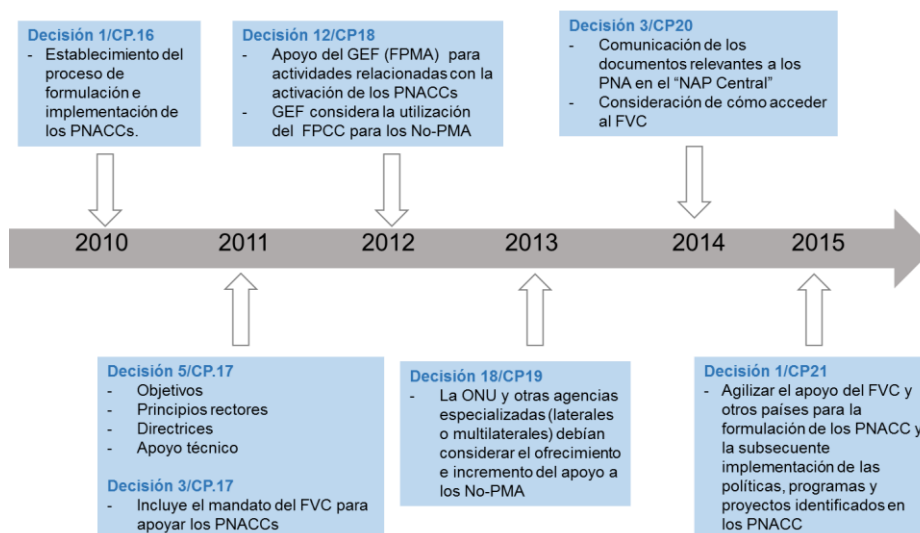 Decisión 1/CP.16
- Establecimiento del
proceso de
formulación e
implementación de
los PNACCs.
Decisión 12/CP18
- Apoyo del GEF (FPMA) para
actividades relacionadas con la
activación de los PNACCs
- GEF considera la utilización
del FPCC para los No-PMA
Decisión 3/CP20
- Comunicación de los
documentos relevantes a los
PNA en el “NAP Central”
- Consideración de cómo acceder
al FVC
2010 2011 2012 2013 2014 2015
Decisión 5/CP.17
- Objetivos
- Principios rectores
- Directrices
- Apoyo técnico
Decisión 3/CP.17
- Incluye el mandato del FVC para
apoyar los PNACCs
Decisión 18/CP19
- La ONU y otras agencias
especializadas (laterales
o multilaterales) debían
considerar el ofrecimiento
e incremento del apoyo a
los No-PMA
Decisión 1/CP21
- Agilizar el apoyo del FVC y
otros países para la
formulación de los PNACC y
la subsecuente
implementación de las
políticas, programas y
proyectos identificados en
los PNACC